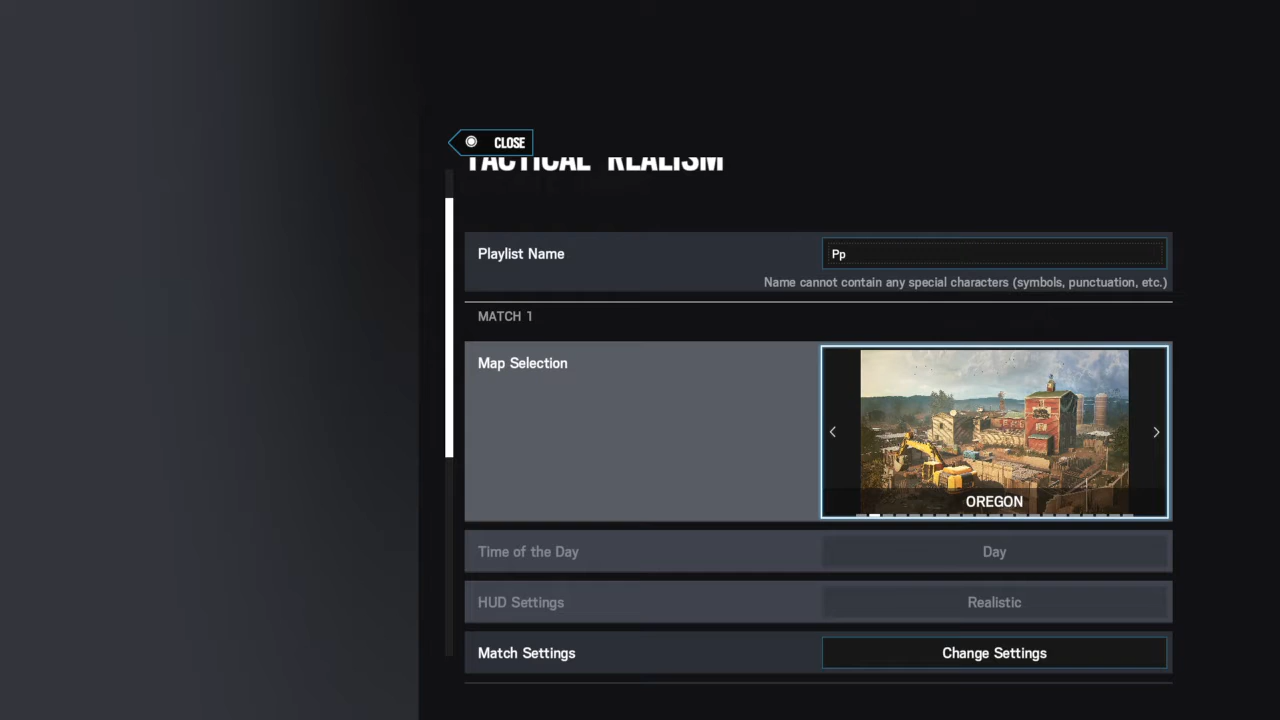 CLOSE
TACTICAL REALISM
Playlist Name
Pp
Name cannot contain any special characters (symbols, punctuation, etc.)
MATCH 1
Map Selection
OREGON
Time of the Day
Day
HUD Settings
Realistic
Match Settings
Change Settings